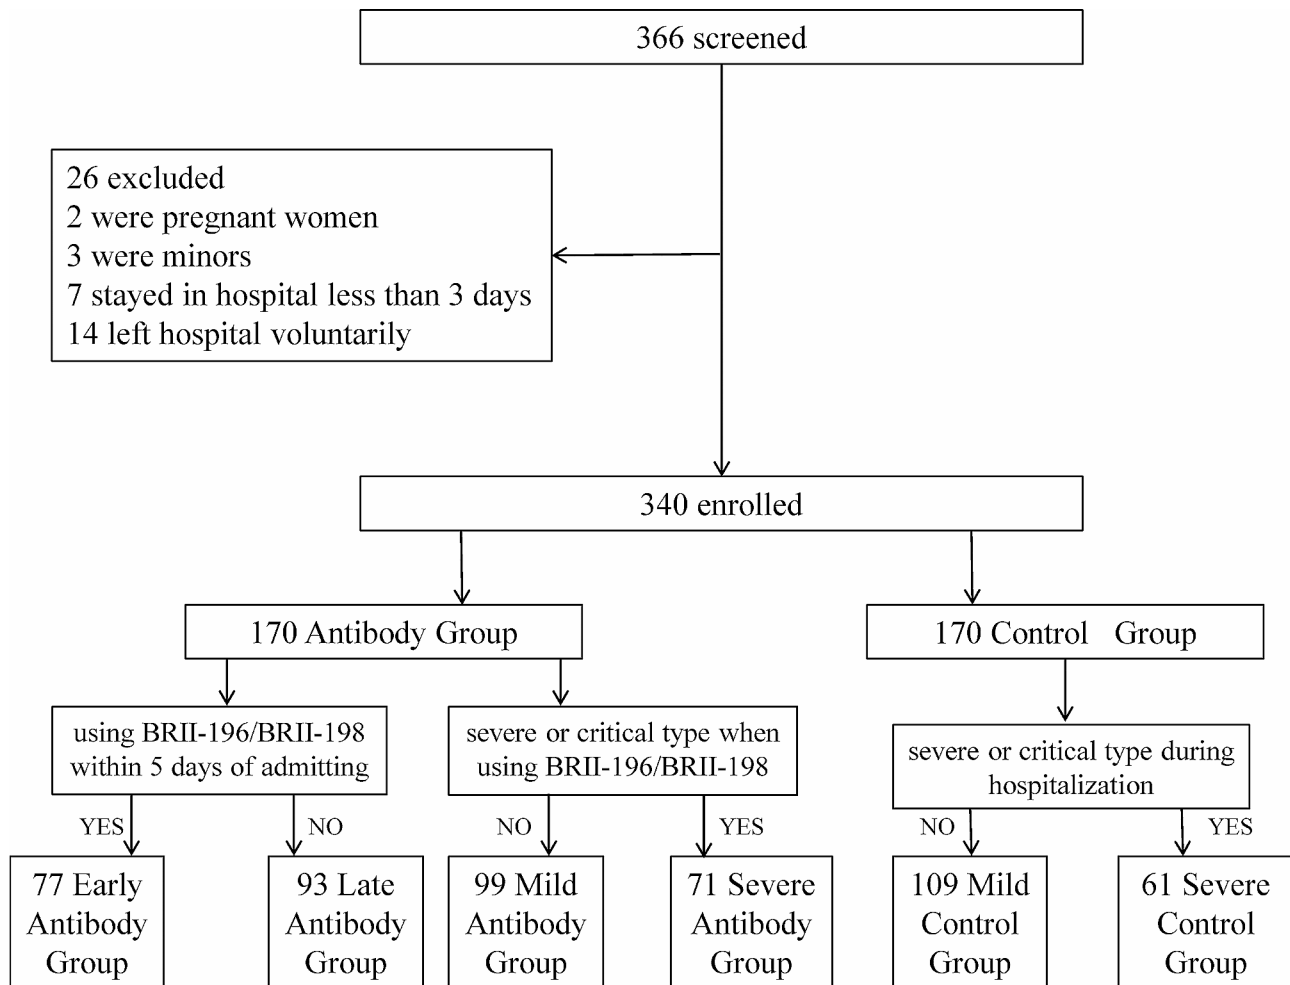 366 screened
26 excluded
2 were pregnant women
3 were minors
7 stayed in hospital less than 3 days
14 left hospital voluntarily
340 enrolled
170 Antibody Group
170 Control Group
using BRII-196/BRII-198
within 5 days of admitting
severe or critical type when
using BRII-196/BRII-198
severe or critical type during
hospitalization
YES
NO
NO
YES
NO
YES
77 Early
Antibody
Group
93 Late
Antibody
Group
99 Mild
Antibody
Group
71 Severe
Antibody
Group
109 Mild
Control
Group
61 Severe
Control
Group